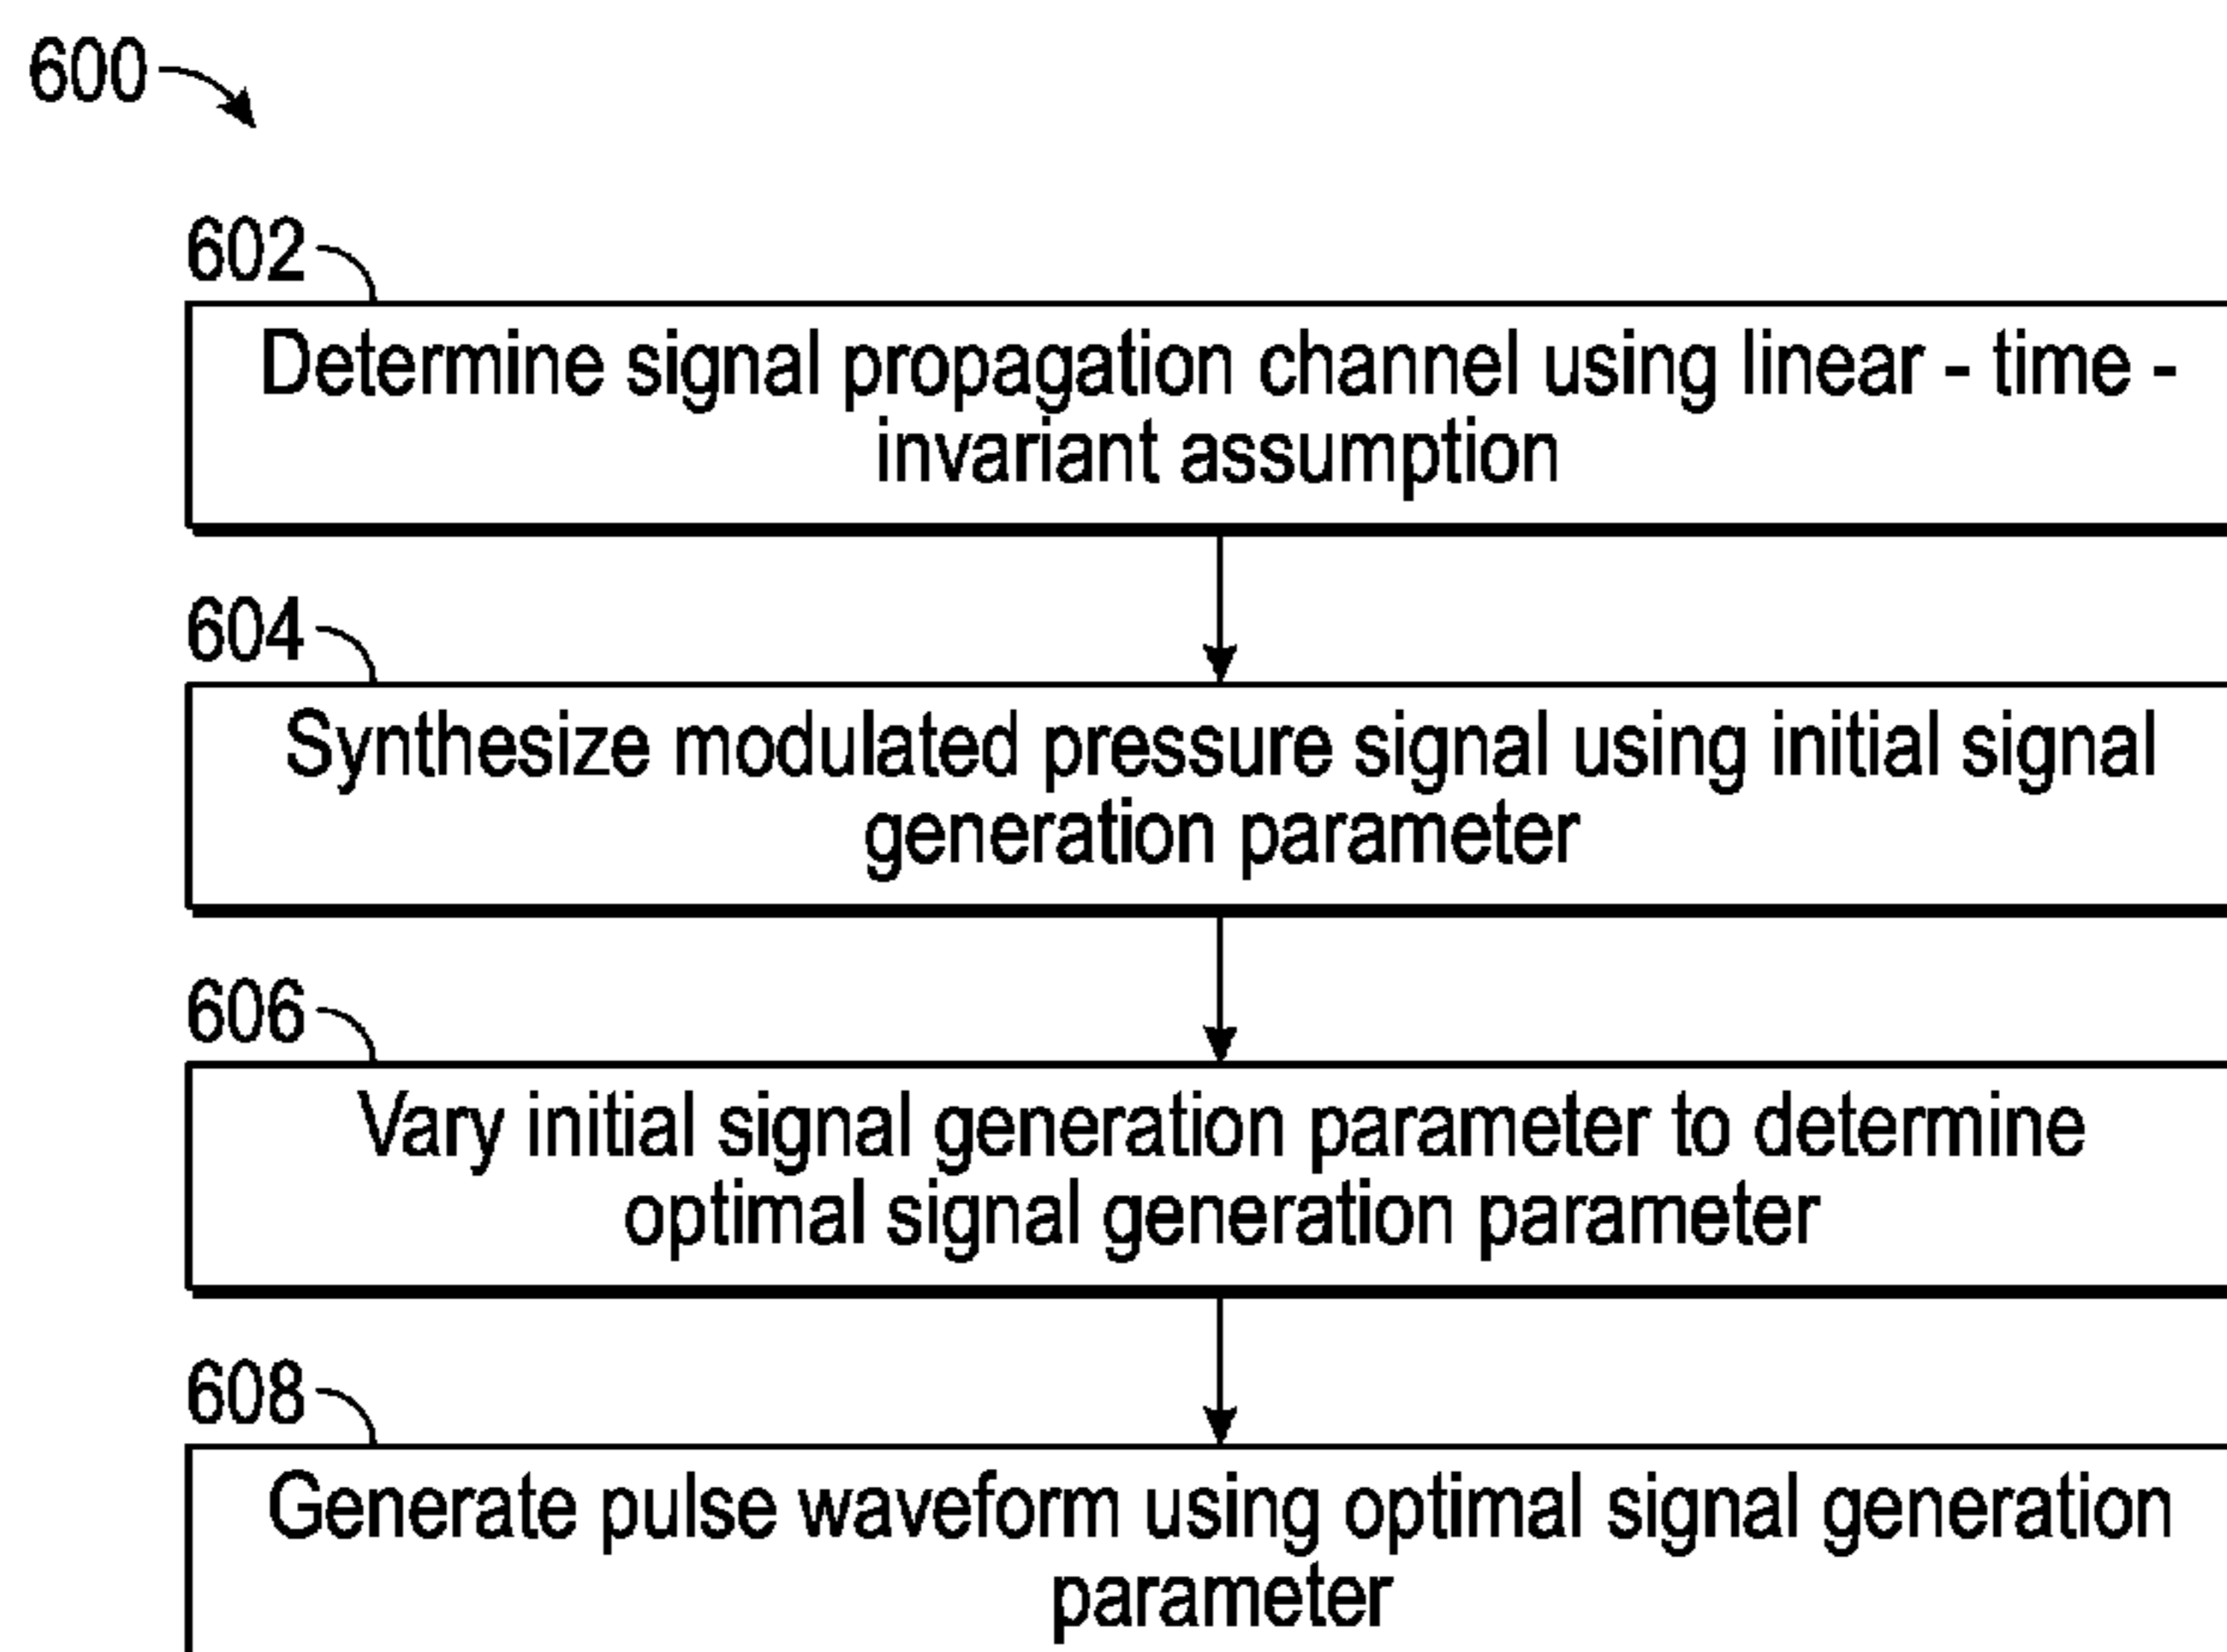 600
602
Determine signal propagation channel using linear - time -
invariant assumption
604
Synthesize modulated pressure signal using initial signal
generation parameter
606
Vary initial signal generation parameter to determine
optimal signal generation parameter
608
Generate pulse waveform using optimal signal generation
parameter